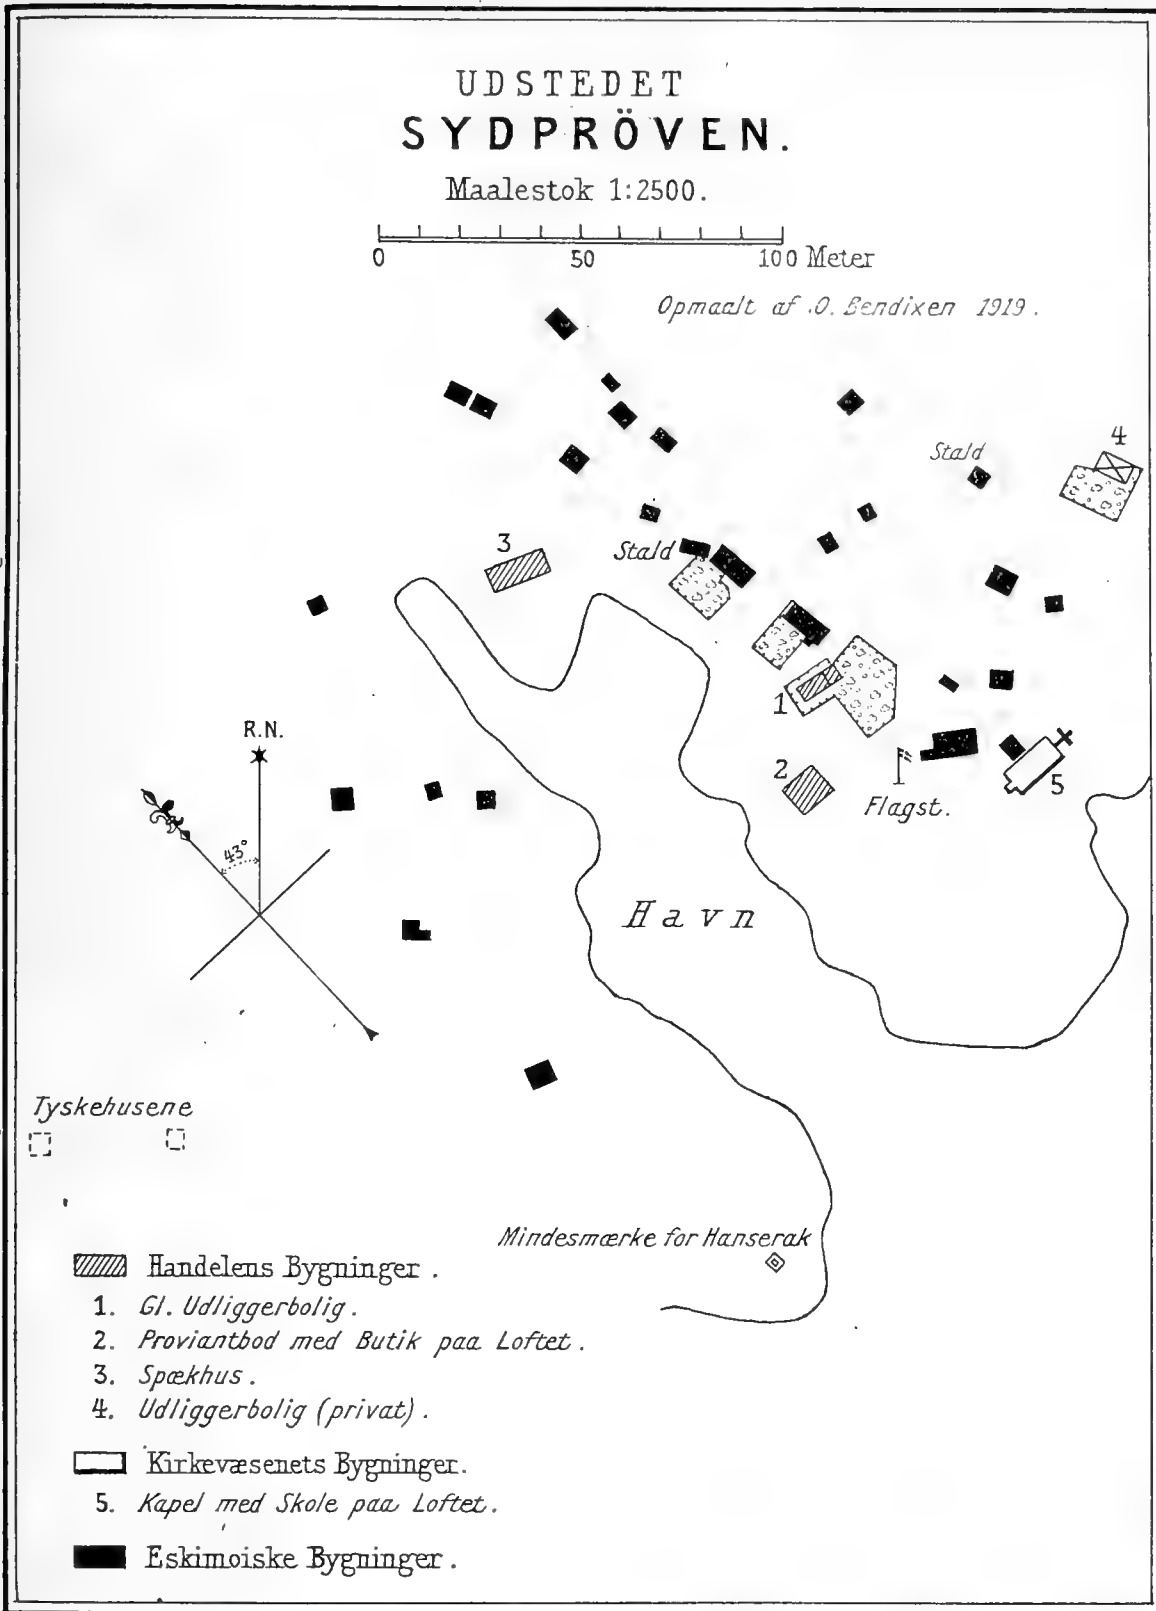 UDSTEDET
SYDPRÖVEN.
Maalestok 1:2500.
0 50 100 Meter
Opmaalt af O. Bendixen 1919.
4
Stald
3
Stald
1
R.N.
2
5
Flagst.
43°
Havn
Tyskehusene
Mindesmærke for Hanserak
Handelens Bygninger.
1. Gl. Udliggerbolig.
2. Proviantbod med Butik paa Loftet.
3. Spækhus.
4. Udliggerbolig (privat).
Kirkevæsenets Bygninger.
5. Kapel med Skole paa Loftet.
Eskimoiske Bygninger.